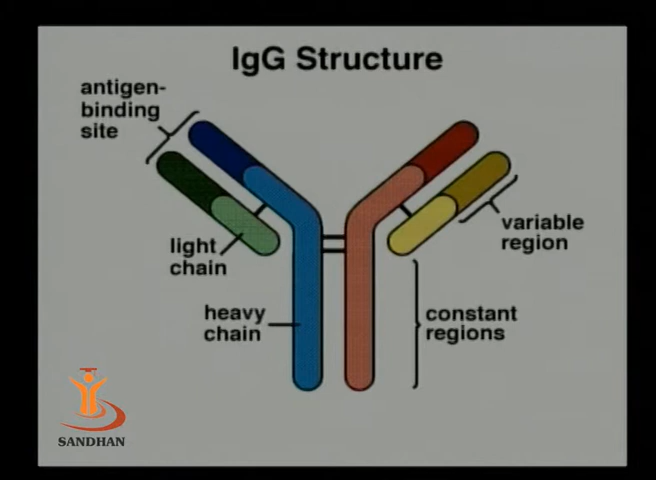 IgG Structure
antigen-
binding
site
variable
region
light
chain
heavy
chain
constant
regions
SANDHAN